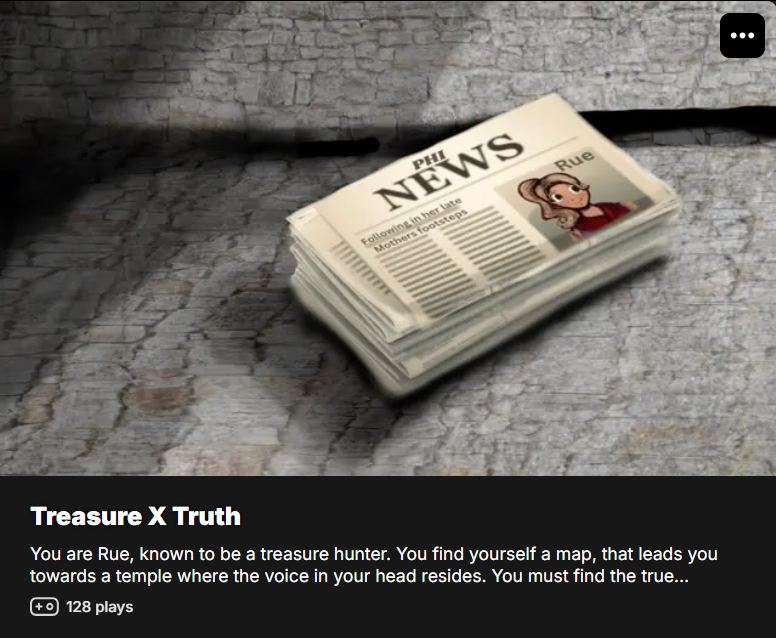 PHI
NEWS
Rue
Following in her late
Mothers footsteps
Treasure X Truth
You are Rue, known to be a treasure hunter. You find yourself a map, that leads you
towards a temple where the voice in your head resides. You must find the true...
128 plays